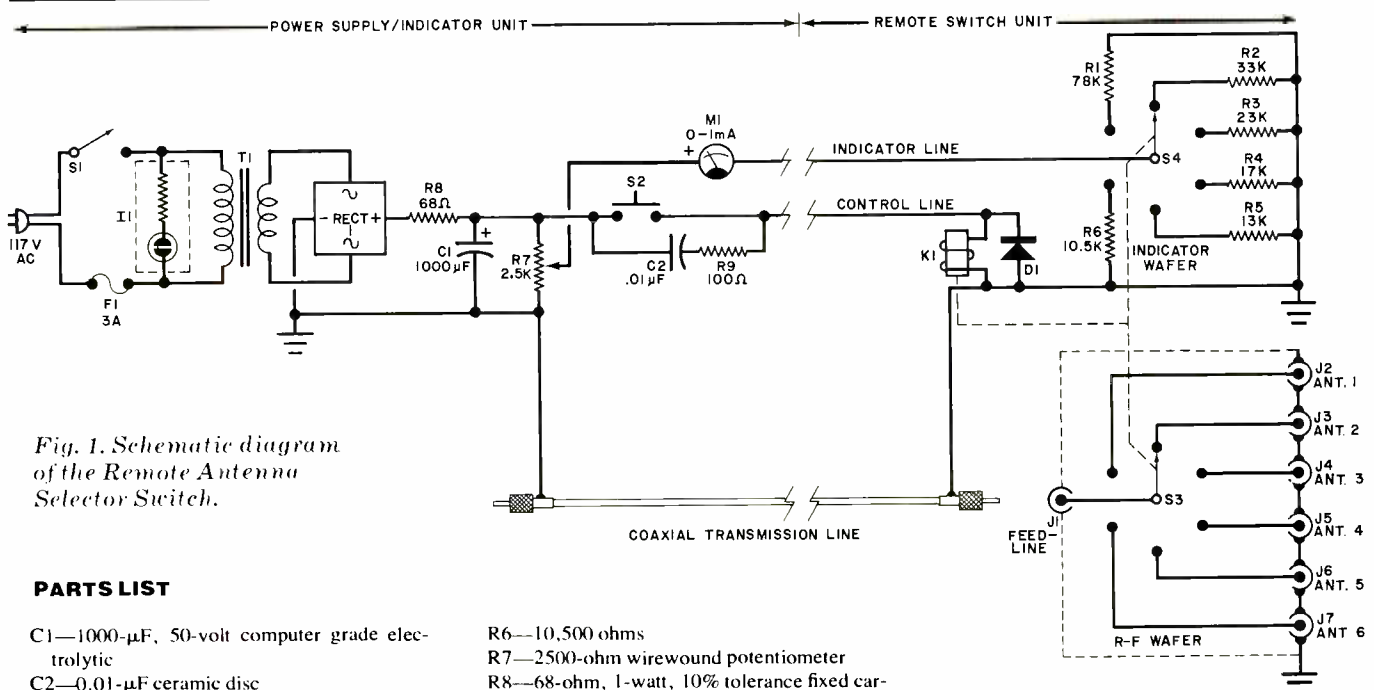 POWER SUPPLY/INDICATOR UNIT
REMOTE SWITCH UNIT
S1
I1
117 V
AC
F1
3A
T1
- RECT +
R8
68Ω
C1
1000µF
+
R7
2.5K
S2
C2
.01µF
R9
100Ω
M1
0-1mA
+
INDICATOR LINE
CONTROL LINE
K1
D1
R1
78K
R2
33K
R3
23K
R4
17K
R5
13K
R6
10.5K
S4
INDICATOR
WAFER
COAXIAL TRANSMISSION LINE
J1
FEED-
LINE
S3
J2
ANT. 1
J3
ANT. 2
J4
ANT. 3
J5
ANT. 4
J6
ANT. 5
J7
ANT 6
R-F WAFER
Fig. 1. Schematic diagram
of the Remote Antenna
Selector Switch.
PARTS LIST
C1—1000-µF, 50-volt computer grade elec-
trolytic
C2—0.01-µF ceramic disc
R6—10,500 ohms
R7—2500-ohm wirewound potentiometer
R8—68-ohm, 1-watt, 10% tolerance fixed car-